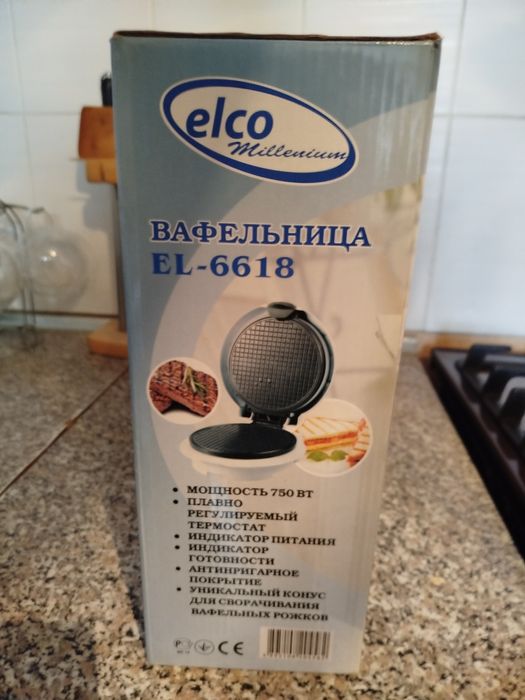 elco
Millenium
ВАФЕЛЬНИЦА
EL-6618
• МОЩНОСТЬ 750 ВТ
• ПЛАВНО
РЕГУЛИРУЕМЫЙ
ТЕРМОСТАТ
• ИНДИКАТОР ПИТАНИЯ
• ИНДИКАТОР
ГОТОВНОСТИ
• АНТИПРИГАРНОЕ
ПОКРЫТИЕ
• УНИКАЛЬНЫЙ КОНУС
ДЛЯ СВОРАЧИВАНИЯ
ВАФЕЛЬНЫХ РОЖКОВ
CE